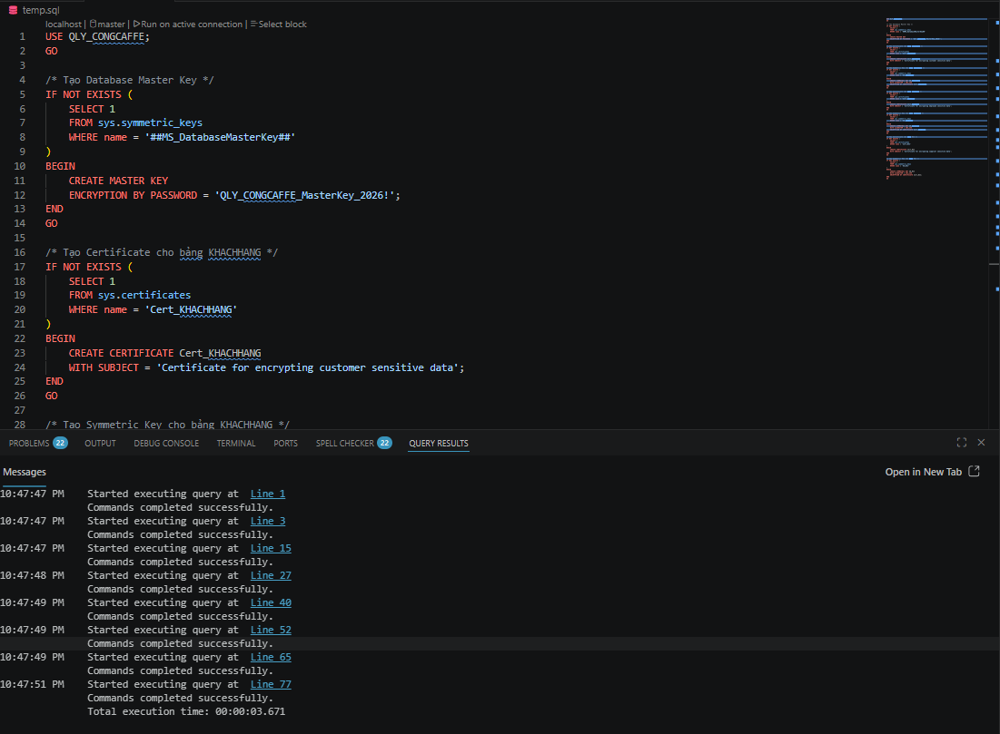 temp.sql
localhost | master | Run on active connection | Select block
1 USE QLY_CONGCAFFE;
2 GO
3
4 /* Tạo Database Master Key */
5 IF NOT EXISTS (
6 SELECT 1
7 FROM sys.symmetric_keys
8 WHERE name = '##MS_DatabaseMasterKey##'
9 )
10 BEGIN
11 CREATE MASTER KEY
12 ENCRYPTION BY PASSWORD = 'QLY_CONGCAFFE_MasterKey_2026!';
13 END
14 GO
15
16 /* Tạo Certificate cho bảng KHACHHANG */
17 IF NOT EXISTS (
18 SELECT 1
19 FROM sys.certificates
20 WHERE name = 'Cert_KHACHHANG'
21 )
22 BEGIN
23 CREATE CERTIFICATE Cert_KHACHHANG
24 WITH SUBJECT = 'Certificate for encrypting customer sensitive data';
25 END
26 GO
27
28 /* Tạo Symmetric Key cho bảng KHACHHANG */
PROBLEMS 22 OUTPUT DEBUG CONSOLE TERMINAL PORTS SPELL CHECKER 22 QUERY RESULTS
Messages Open in New Tab
10:47:47 PM Started executing query at Line 1
Commands completed successfully.
10:47:47 PM Started executing query at Line 3
Commands completed successfully.
10:47:47 PM Started executing query at Line 15
Commands completed successfully.
10:47:48 PM Started executing query at Line 27
Commands completed successfully.
10:47:49 PM Started executing query at Line 40
Commands completed successfully.
10:47:49 PM Started executing query at Line 52
Commands completed successfully.
10:47:49 PM Started executing query at Line 65
Commands completed successfully.
10:47:51 PM Started executing query at Line 77
Commands completed successfully.
Total execution time: 00:00:03.671